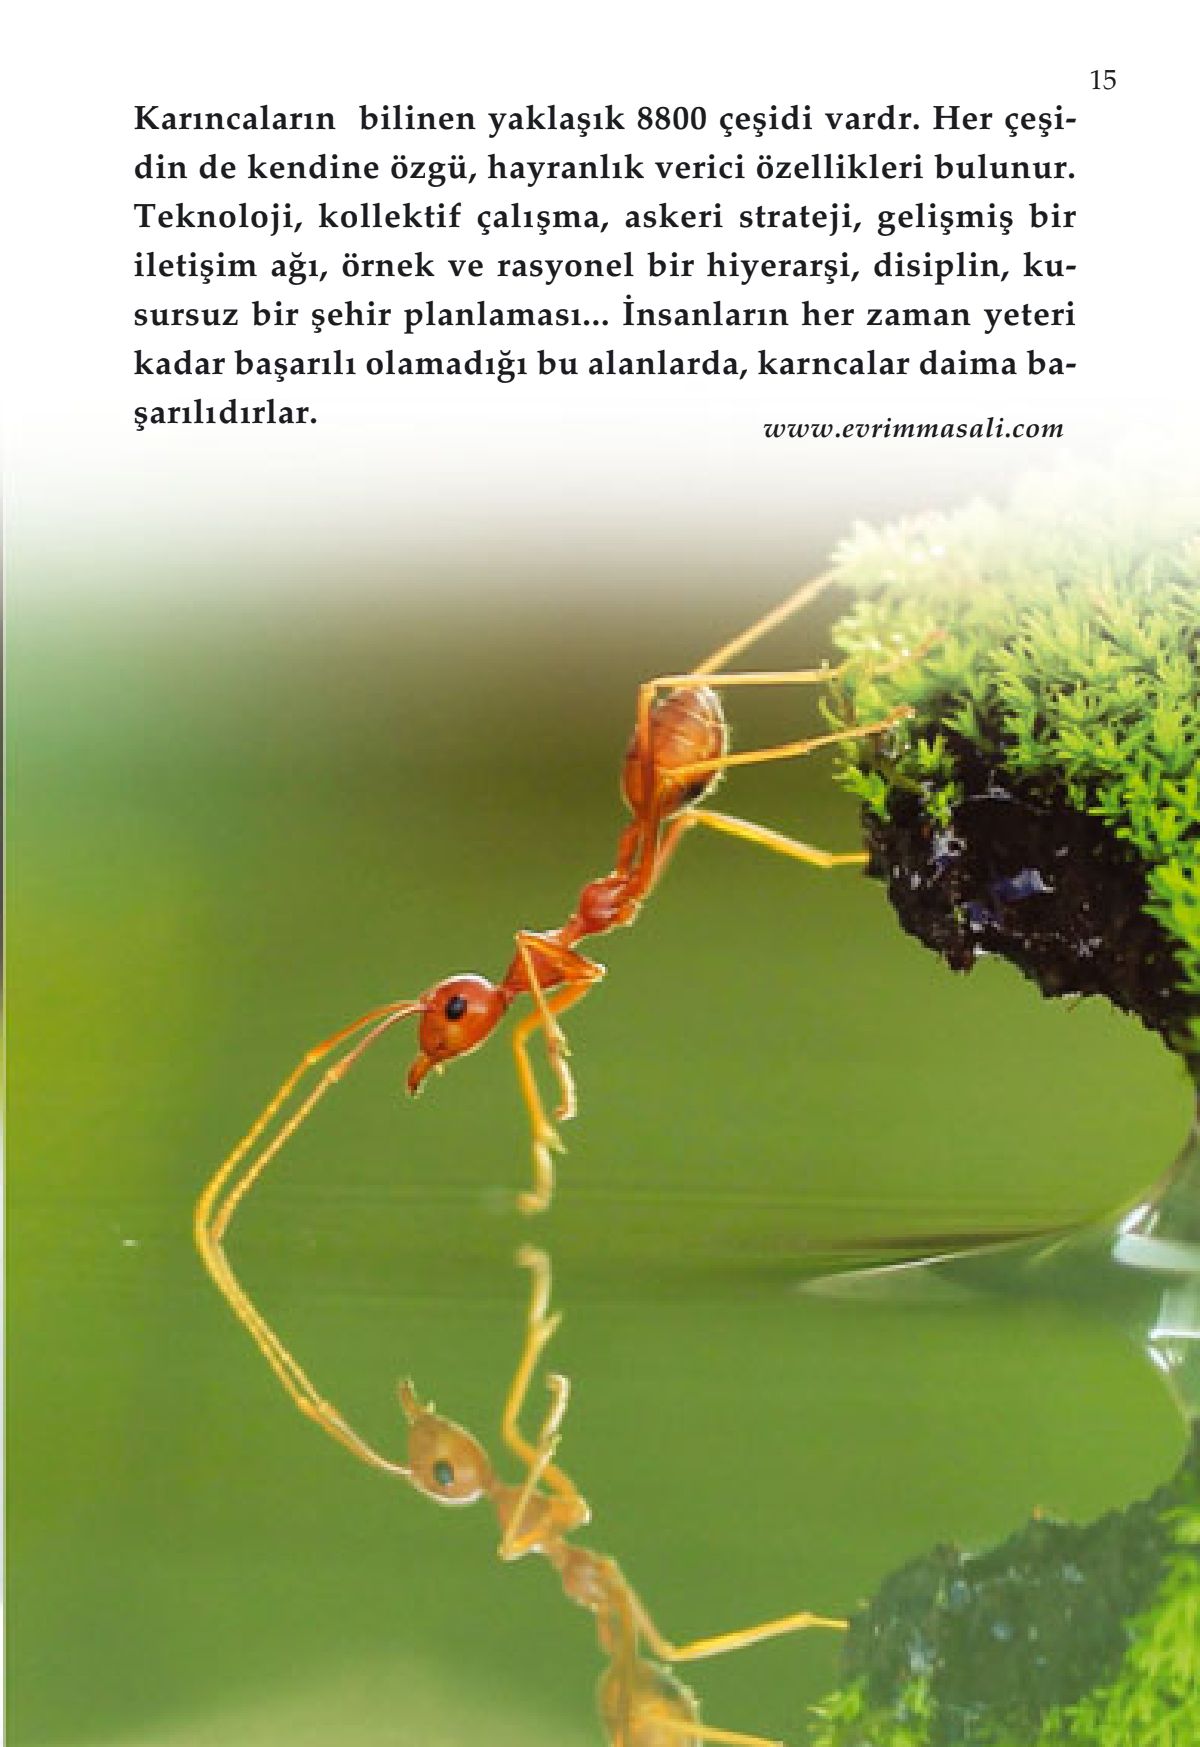 15
Karıncaların bilinen yaklaşık 8800 çeşidi vardr. Her çeşi-
din de kendine özgü, hayranlık verici özellikleri bulunur.
Teknoloji, kollektif çalışma, askeri strateji, gelişmiş bir
iletişim ağı, örnek ve rasyonel bir hiyerarşi, disiplin, ku-
sursuz bir şehir planlaması... İnsanların her zaman yeteri
kadar başarılı olamadığı bu alanlarda, karncalar daima ba-
şarılıdırlar.
www.evrimmasali.com